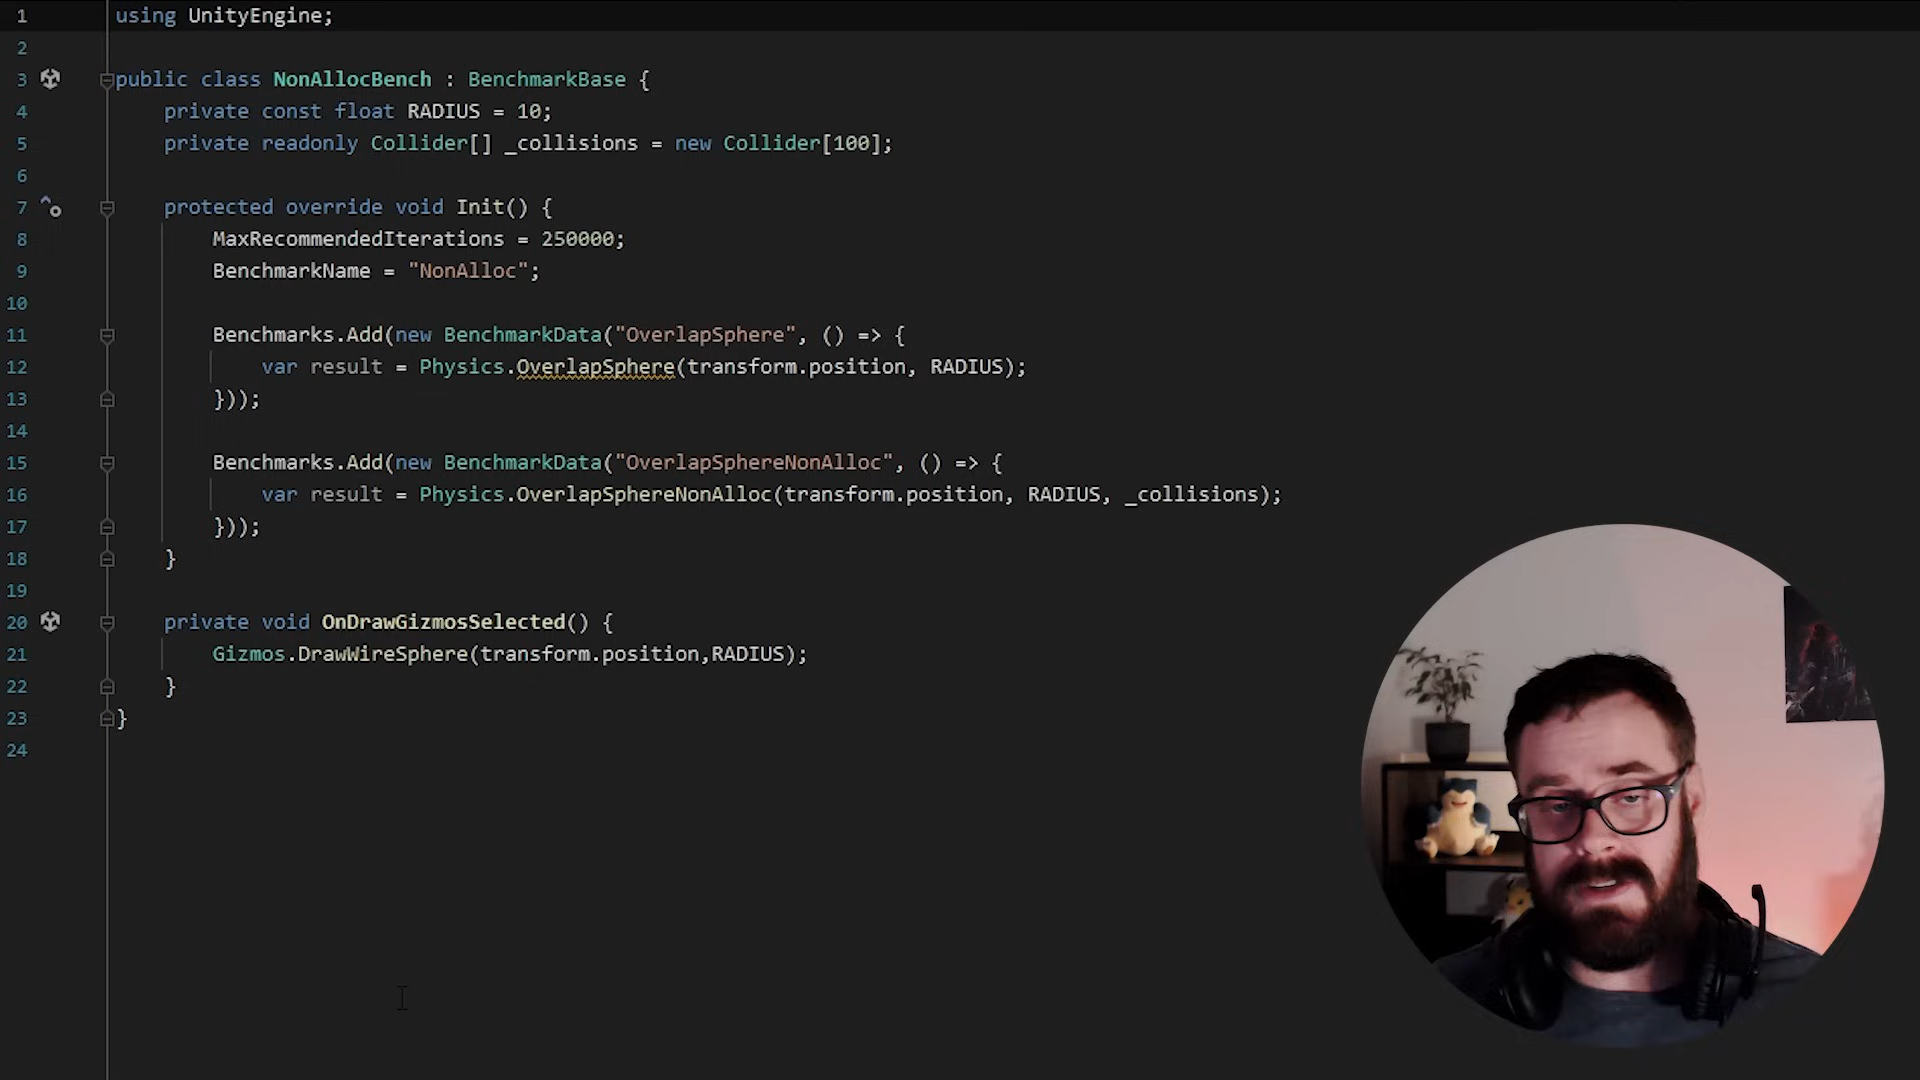 1 using UnityEngine;
2
3 public class NonAllocBench : BenchmarkBase {
4 private const float RADIUS = 10;
5 private readonly Collider[] _collisions = new Collider[100];
6
7 protected override void Init() {
8 MaxRecommendedIterations = 250000;
9 BenchmarkName = "NonAlloc";
10
11 Benchmarks.Add(new BenchmarkData("OverlapSphere", () => {
12 var result = Physics.OverlapSphere(transform.position, RADIUS);
13 }));
14
15 Benchmarks.Add(new BenchmarkData("OverlapSphereNonAlloc", () => {
16 var result = Physics.OverlapSphereNonAlloc(transform.position, RADIUS, _collisions);
17 }));
18 }
19
20 private void OnDrawGizmosSelected() {
21 Gizmos.DrawWireSphere(transform.position,RADIUS);
22 }
23 }
24